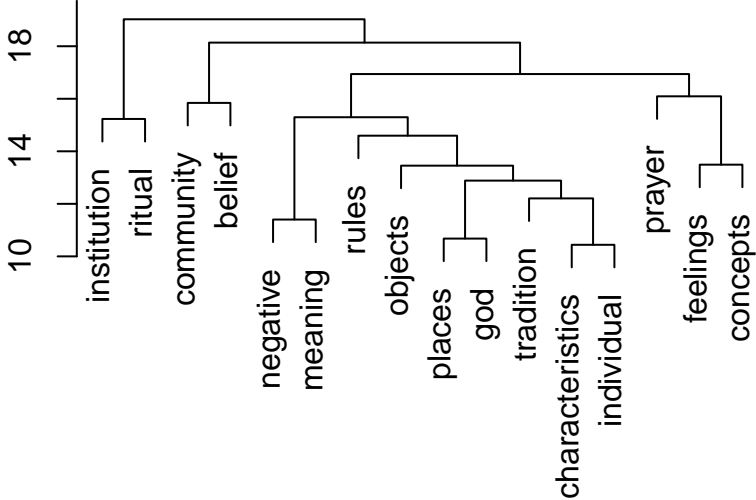 18
14
10
institution
ritual
community
belief
negative
meaning
rules
objects
places
god
tradition
characteristics
individual
prayer
feelings
concepts